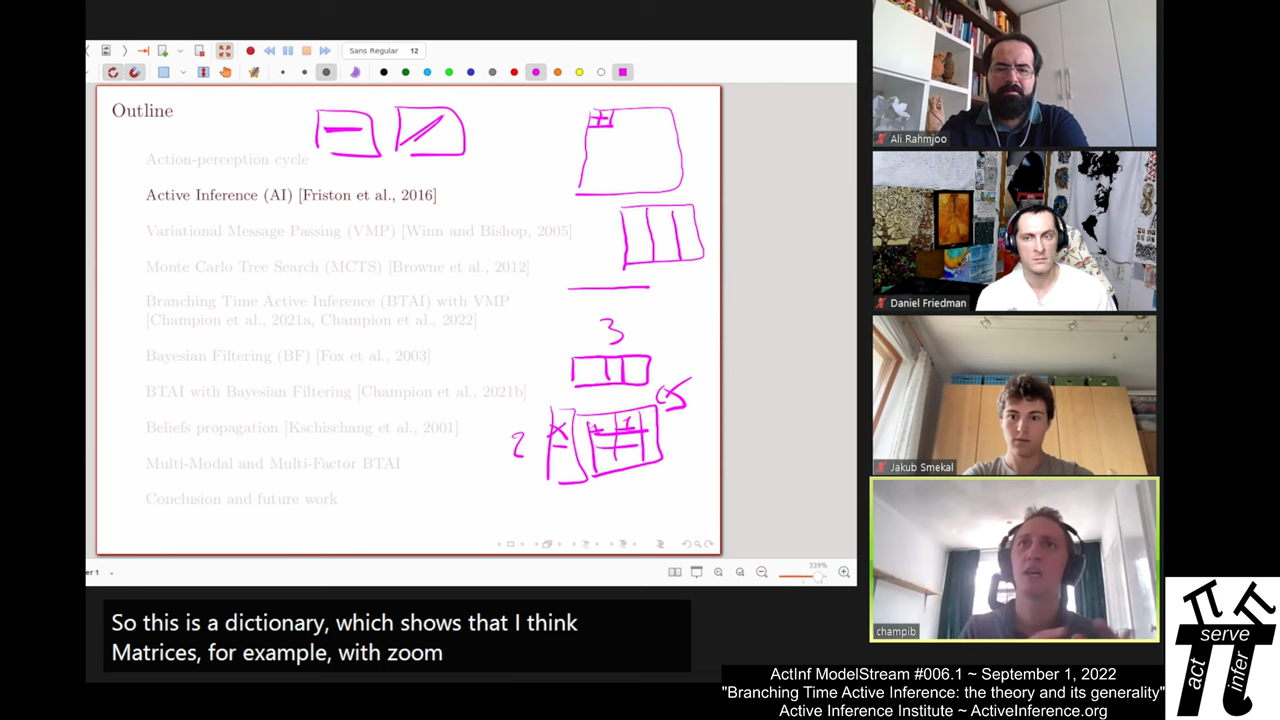 Sans Regular 12
Outline
Action-perception cycle
Active Inference (AI) [Friston et al., 2016]
Variational Message Passing (VMP) [Winn and Bishop, 2005]
Monte Carlo Tree Search (MCTS) [Browne et al., 2012]
Branching Time Active Inference (BTAI) with VMP
[Champion et al., 2021a, Champion et al., 2022]
Bayesian Filtering (BF) [Fox et al., 2003]
BTAI with Bayesian Filtering [Champion et al., 2021b]
Beliefs propagation [Kschischang et al., 2001]
Multi-Modal and Multi-Factor BTAI
Conclusion and future work
3
2
339%
er 1
So this is a dictionary, which shows that I think
Matrices, for example, with zoom
Ali Rahmjoo
Daniel Friedman
Jakub Smekal
champib
serve
act
infer
ActInf ModelStream #006.1 ~ September 1, 2022
"Branching Time Active Inference: the theory and its generality"
Active Inference Institute ~ ActiveInference.org